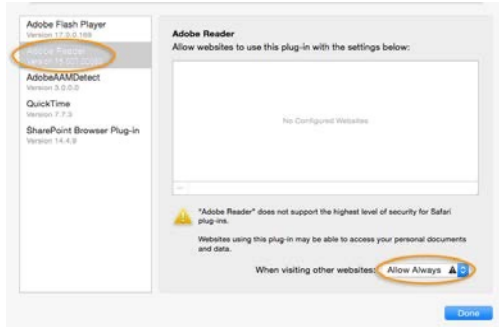 Adobe Flash Player
Version 17.0.0.169
Adobe Reader
AdobeAAMDetect
Version 3.0.0.0
QuickTime
Version 7.7.3
SharePoint Browser Plug-in
Version 14.4.9
Adobe Reader
Allow websites to use this plug-in with the settings below:
No Configured Websites
"Adobe Reader" does not support the highest level of security for Safari
plug-ins.
Websites using this plug-in may be able to access your personal documents
and data.
When visiting other websites: Allow Always
Done